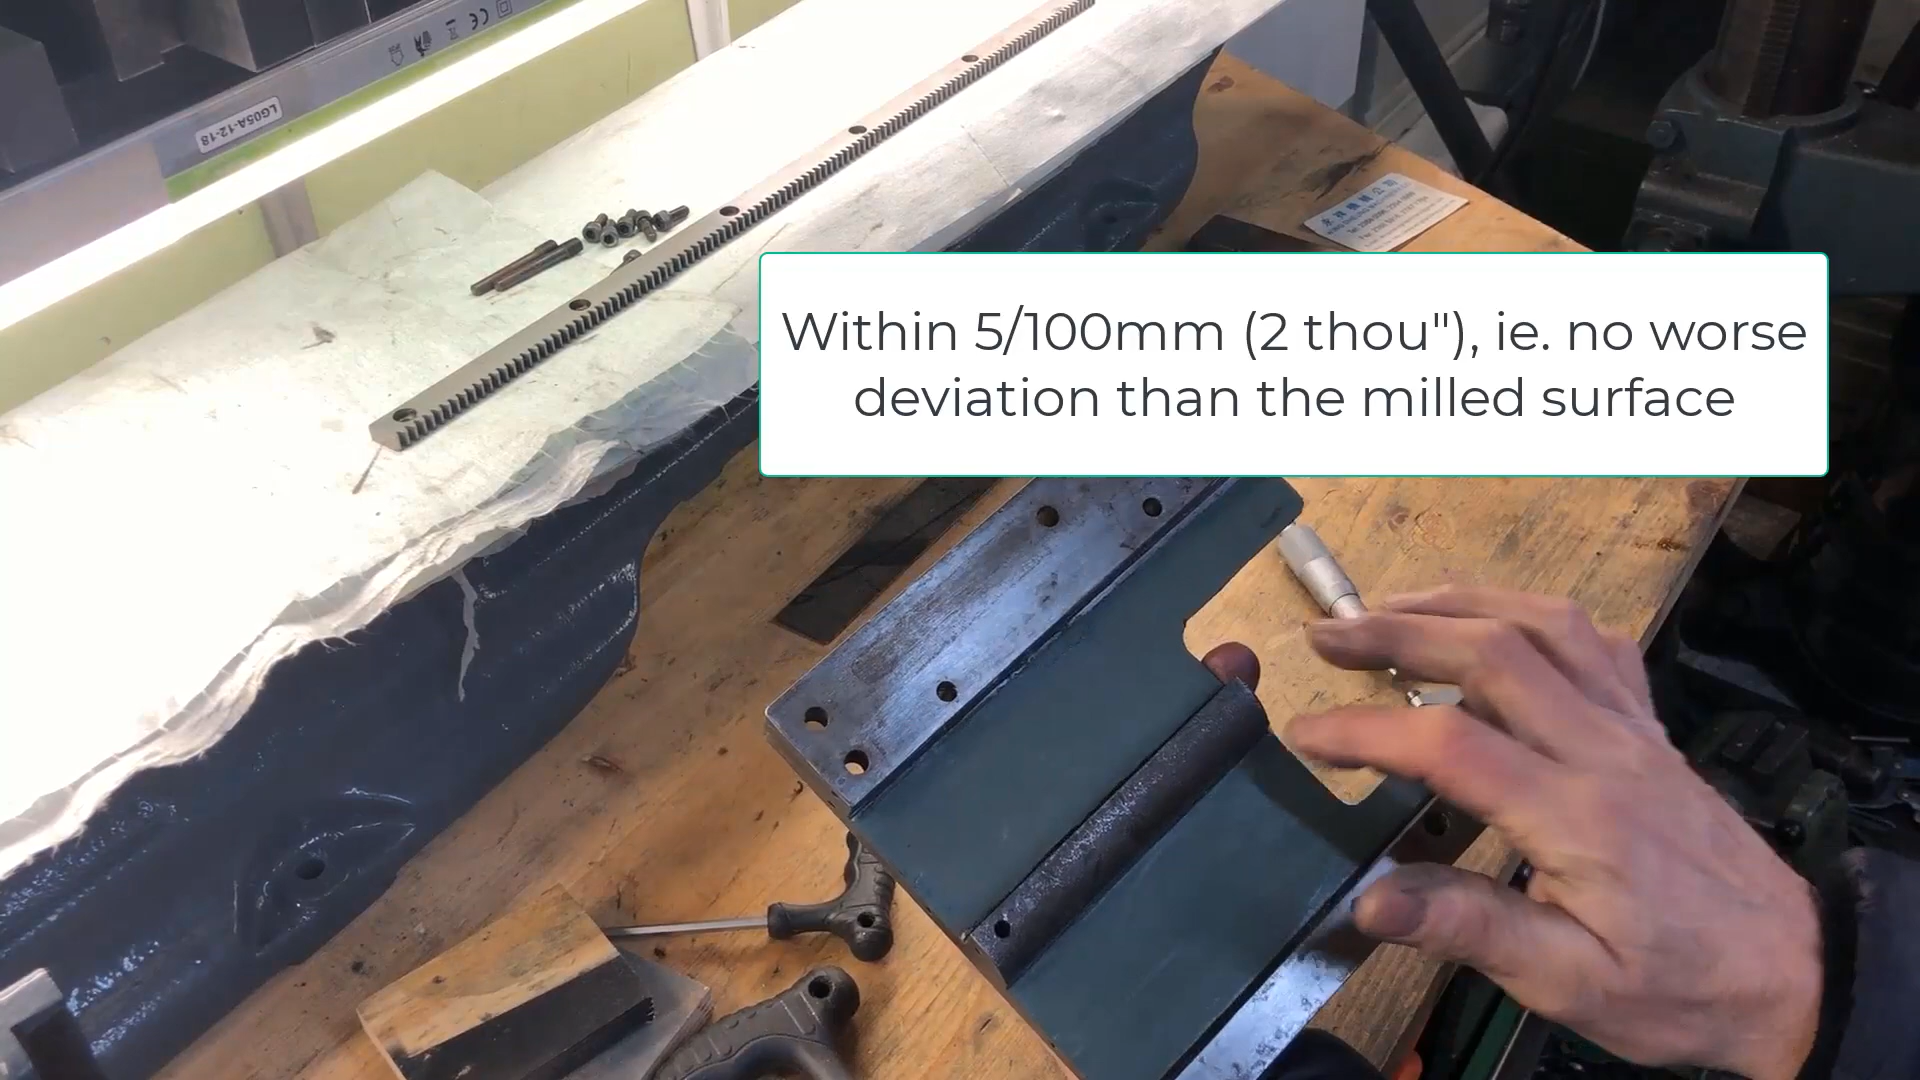 LG05A-12-18
Within 5/100mm (2 thou"), ie. no worse
deviation than the milled surface